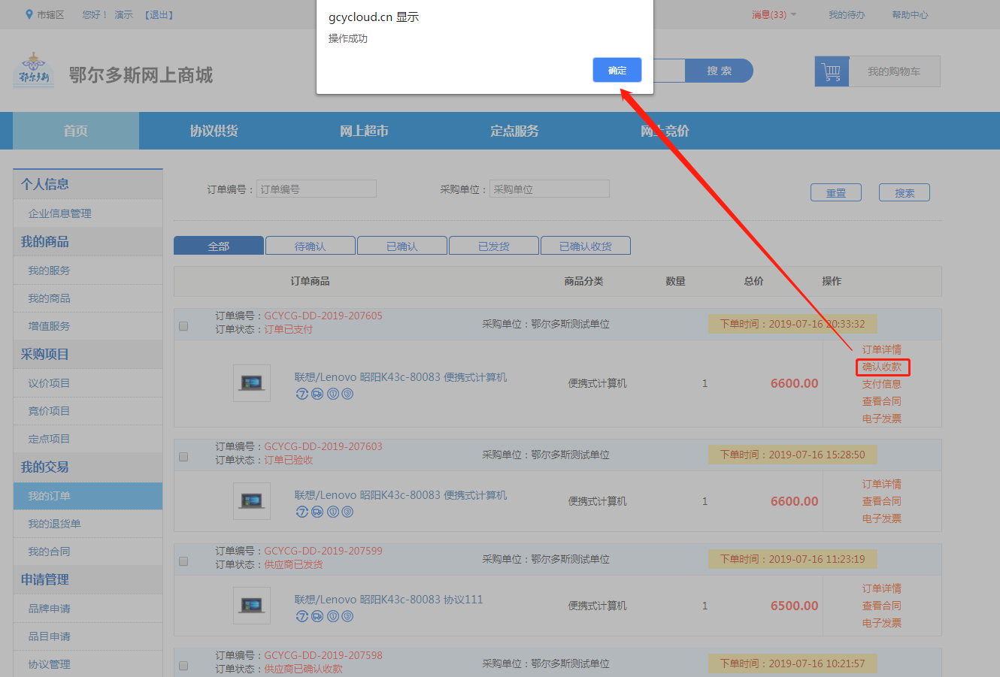 市辖区 您好！ 演示 【退出】
消息(33) 我的待办 帮助中心
gcycloud.cn 显示
操作成功
确定
鄂尔多斯
鄂尔多斯网上商城
搜 索
我的购物车
首页 协议供货 网上超市 定点服务 网上竞价
个人信息
企业信息管理
我的商品
我的服务
我的商品
增值服务
采购项目
议价项目
竞价项目
定点项目
我的交易
我的订单
我的退货单
我的合同
申请管理
品牌申请
品目申请
协议管理
订单编号： 订单编号 采购单位： 采购单位 重置 搜索
全部 待确认 已确认 已发货 已确认收货
订单商品 商品分类 数量 总价 操作
订单编号：GCYCG-DD-2019-207605
订单状态：订单已支付
采购单位：鄂尔多斯测试单位
下单时间：2019-07-16 20:33:32
联想/Lenovo 昭阳K43c-80083 便携式计算机
便携式计算机 1 6600.00
订单详情
确认收款
支付信息
查看合同
电子发票
订单编号：GCYCG-DD-2019-207603
订单状态：订单已验收
采购单位：鄂尔多斯测试单位
下单时间：2019-07-16 15:28:50
联想/Lenovo 昭阳K43c-80083 便携式计算机
便携式计算机 1 6600.00
订单详情
查看合同
电子发票
订单编号：GCYCG-DD-2019-207599
订单状态：供应商已发货
采购单位：鄂尔多斯测试单位
下单时间：2019-07-16 11:23:19
联想/Lenovo 昭阳K43c-80083 协议111
便携式计算机 1 6500.00
订单详情
查看合同
电子发票
订单编号：GCYCG-DD-2019-207598
订单状态：供应商已确认收款
采购单位：鄂尔多斯测试单位
下单时间：2019-07-16 10:21:57